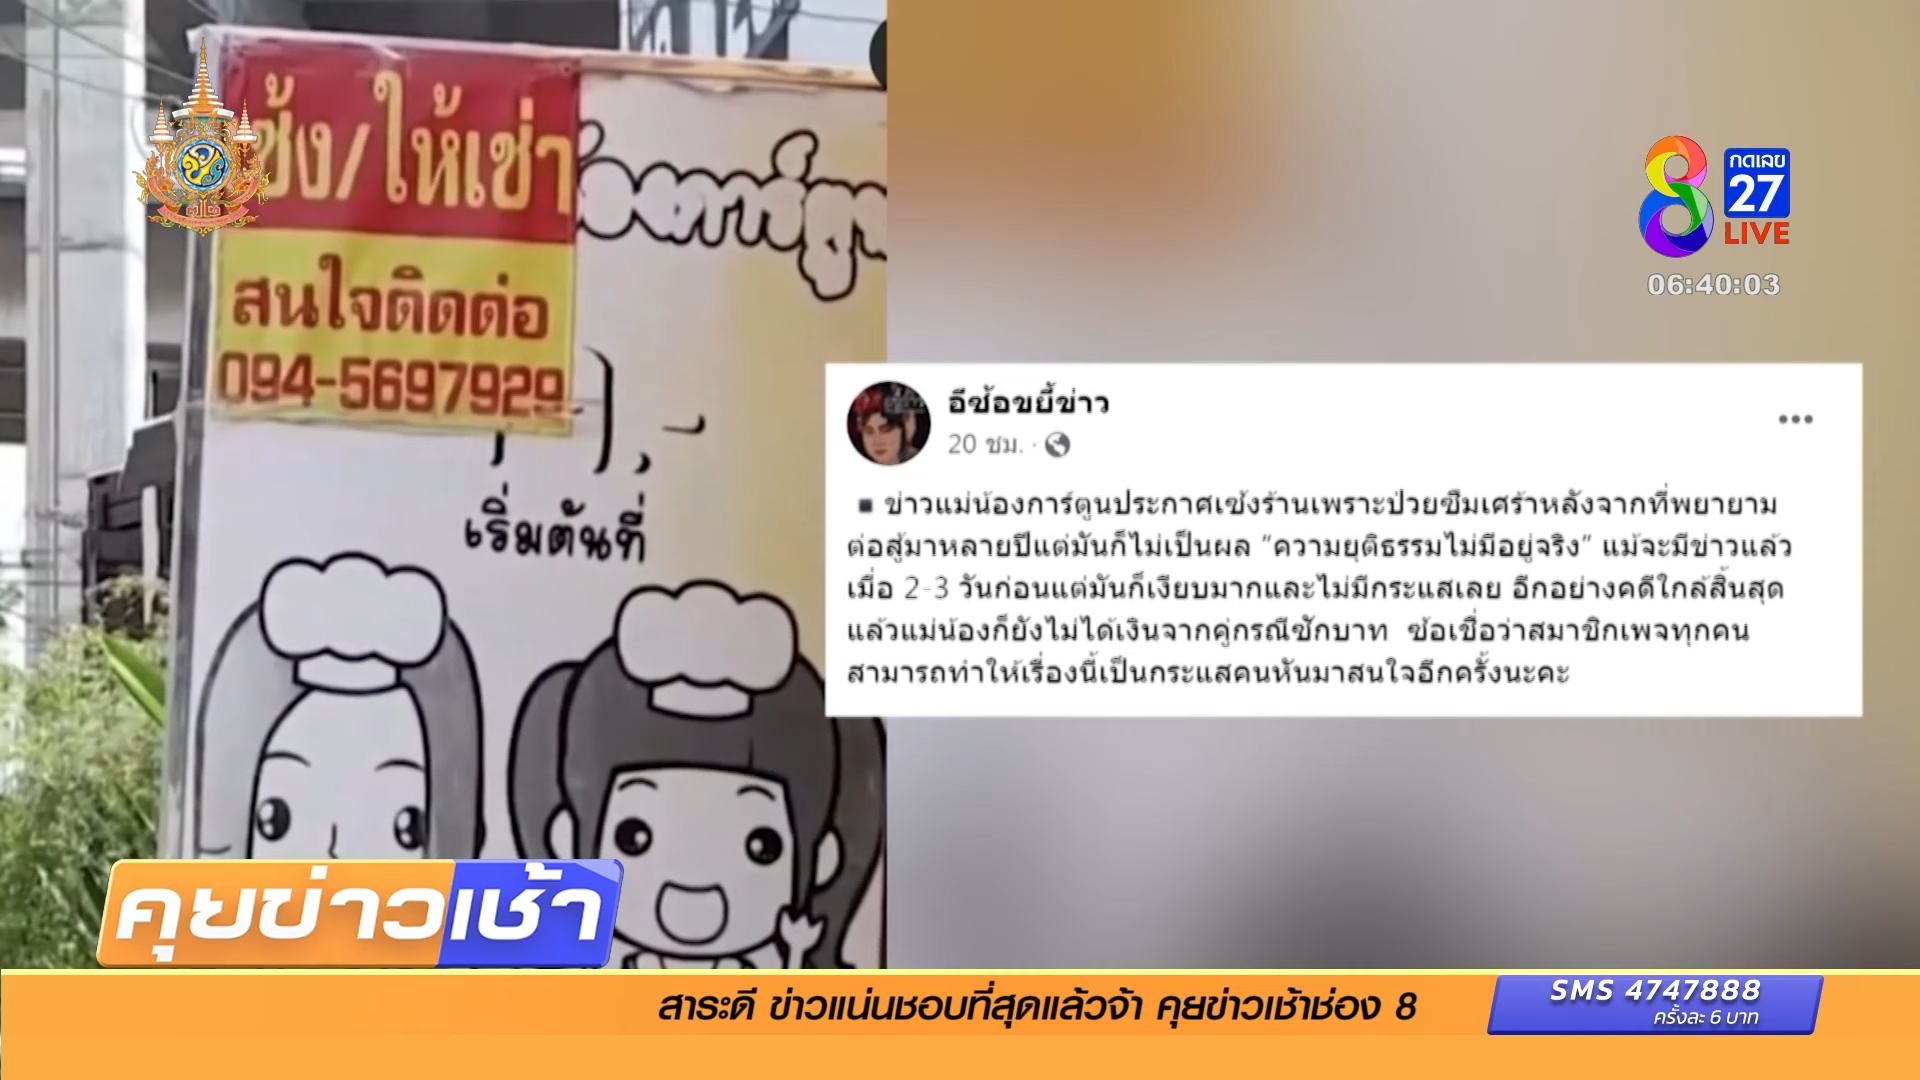 เซ้ง/ให้เช่า
สนใจติดต่อ
094-5697929
เริ่มต้นที่
กดเลข
27
LIVE
06:40:03
อีซ้อขยี้ข่าว
20 ชม.
▪ ข่าวแม่น้องการ์ตูนประกาศเซ้งร้านเพราะป่วยซึมเศร้าหลังจากที่พยายาม
ต่อสู้มาหลายปีแต่มันก็ไม่เป็นผล “ความยุติธรรมไม่มีอยู่จริง” แม้จะมีข่าวแล้ว
เมื่อ 2-3 วันก่อนแต่มันก็เงียบมากและไม่มีกระแสเลย อีกอย่างคดีใกล้สิ้นสุด
แล้วแม่น้องก็ยังไม่ได้เงินจากคู่กรณีซักบาท ซ้อเชื่อว่าสมาชิกเพจทุกคน
สามารถทำให้เรื่องนี้เป็นกระแสคนหันมาสนใจอีกครั้งนะคะ
คุยข่าวเช้า
สาระดี ข่าวแน่นชอบที่สุดแล้วจ้า คุยข่าวเช้าช่อง 8
SMS 4747888
ครั้งละ 6 บาท